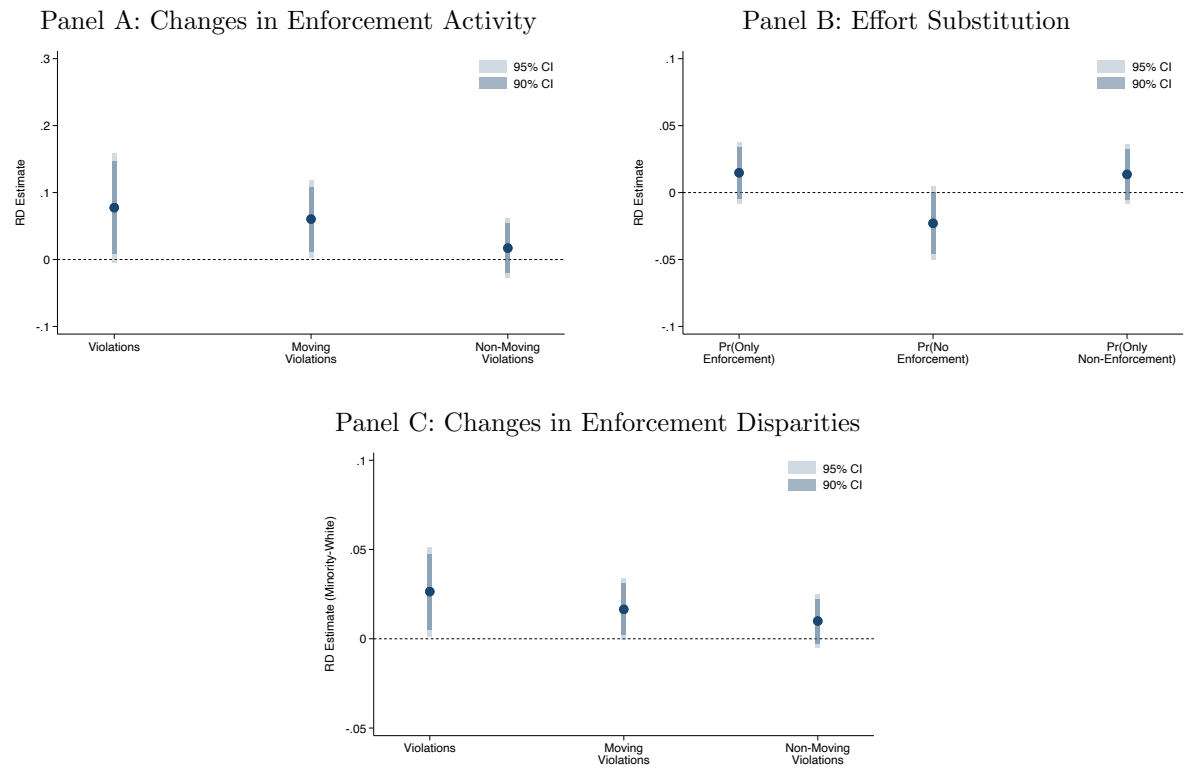 Panel A: Changes in Enforcement Activity
.3
.2
.1
0
-.1
RD Estimate
95% CI
90% CI
Violations
Moving
Violations
Non-Moving
Violations
Panel B: Effort Substitution
.1
.05
0
-.05
-.1
RD Estimate
95% CI
90% CI
Pr(Only
Enforcement)
Pr(No
Enforcement)
Pr(Only
Non-Enforcement)
Panel C: Changes in Enforcement Disparities
.1
.05
0
-.05
RD Estimate (Minority-White)
95% CI
90% CI
Violations
Moving
Violations
Non-Moving
Violations